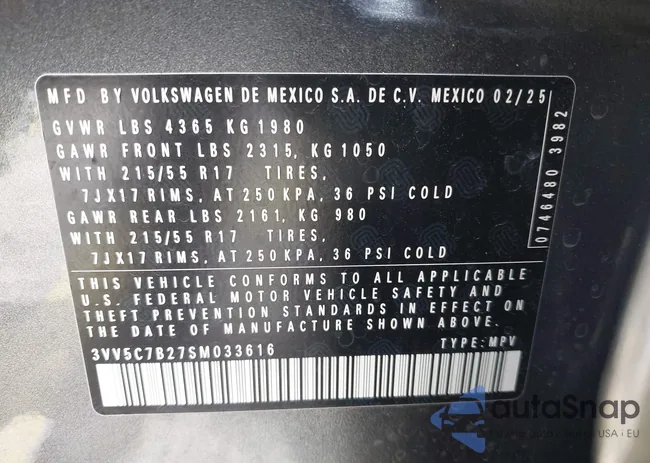 MFD BY VOLKSWAGEN DE MEXICO S.A. DE C.V. MEXICO 02/25
GVWR LBS 4365 KG 1980
GAWR FRONT LBS 2315, KG 1050
WITH 215/55 R17 TIRES,
7JX17 RIMS, AT 250 KPA, 36 PSI COLD
GAWR REAR LBS 2161, KG 980
WITH 215/55 R17 TIRES,
7JX17 RIMS, AT 250 KPA, 36 PSI COLD
0746480 3982
THIS VEHICLE CONFORMS TO ALL APPLICABLE
U.S. FEDERAL MOTOR VEHICLE SAFETY AND
THEFT PREVENTION STANDARDS IN EFFECT ON
THE DATE OF MANUFACTURE SHOWN ABOVE.
3VV5C7B27SM033616 TYPE: MPV
autoSnap
USA i EU